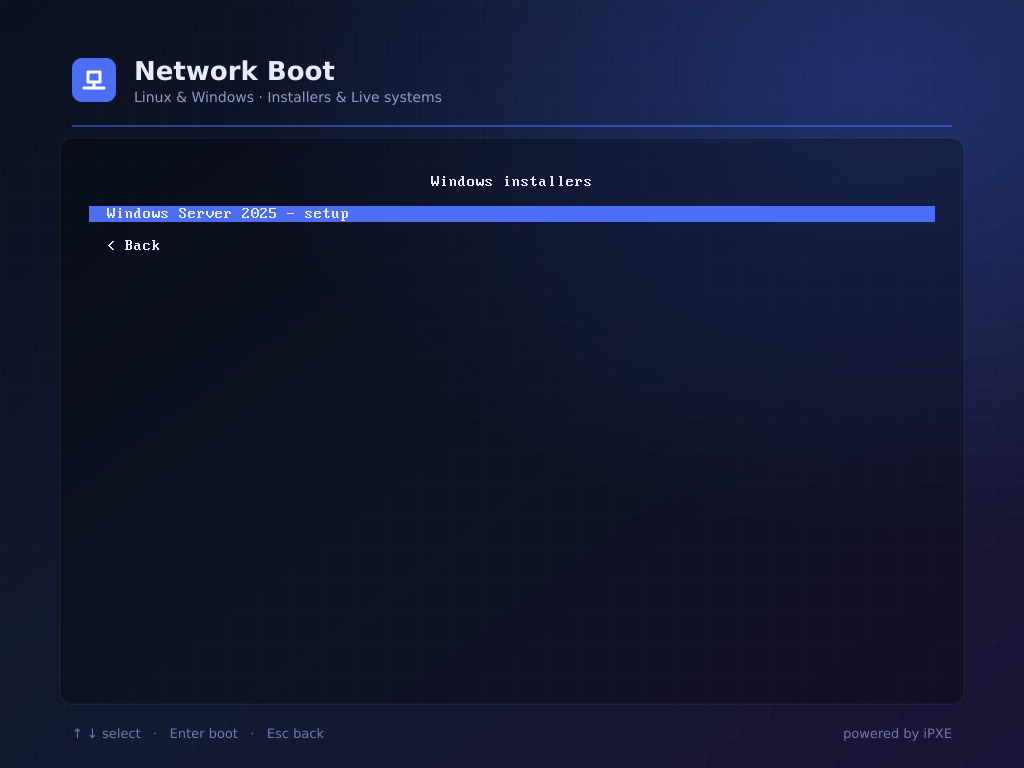 Network Boot
Linux & Windows · Installers & Live systems
Windows installers
Windows Server 2025 - setup
< Back
↑ ↓ select · Enter boot · Esc back
powered by iPXE